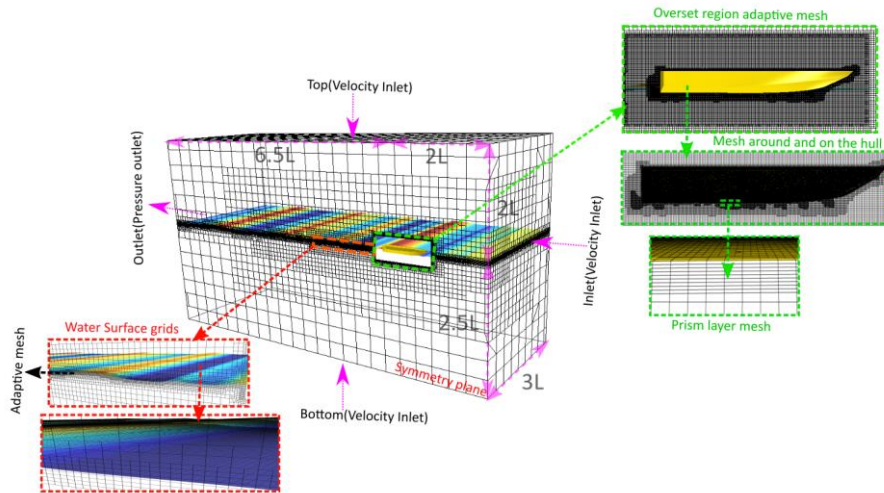 Overset region adaptive mesh
Top(Velocity Inlet)
6.5L
2L
Mesh around and on the hull
Outlet(Pressure outlet)
2L
Inlet(Velocity Inlet)
2.5L
Water Surface grids
Prism layer mesh
Adaptive mesh
Symmetry plane
3L
Bottom(Velocity Inlet)